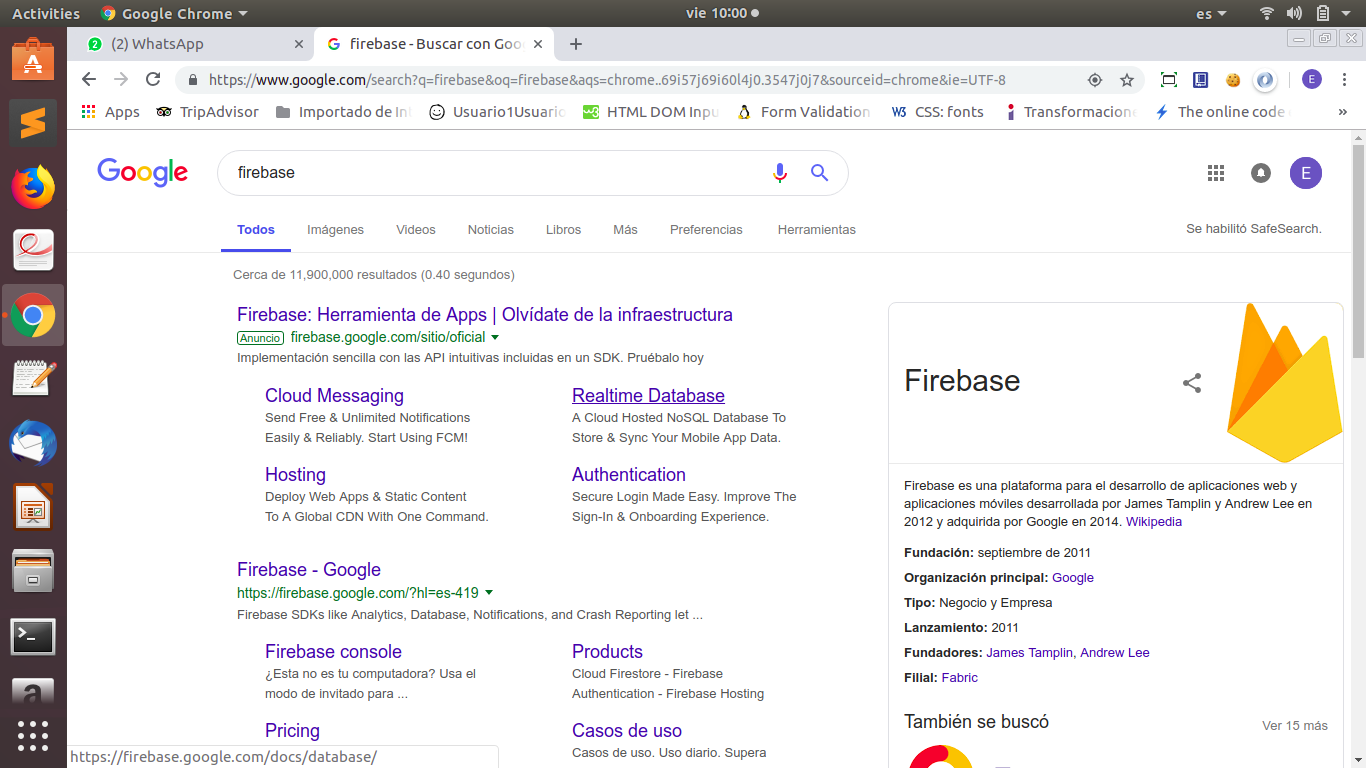 Activities Google Chrome vie 10:00 es
(2) WhatsApp firebase - Buscar con Goo
https://www.google.com/search?q=firebase&oq=firebase&aqs=chrome..69i57j69i60l4j0.3547j0j7&sourceid=chrome&ie=UTF-8 E
Apps TripAdvisor Importado de Int Usuario1Usuario HTML DOM Inpu Form Validation W3 CSS: fonts Transformacione The online code »
Google firebase E
Todos Imágenes Videos Noticias Libros Más Preferencias Herramientas Se habilitó SafeSearch.
Cerca de 11,900,000 resultados (0.40 segundos)
Firebase: Herramienta de Apps | Olvídate de la infraestructura
Anuncio firebase.google.com/sitio/oficial
Implementación sencilla con las API intuitivas incluidas en un SDK. Pruébalo hoy
Cloud Messaging
Send Free & Unlimited Notifications
Easily & Reliably. Start Using FCM!
Realtime Database
A Cloud Hosted NoSQL Database To
Store & Sync Your Mobile App Data.
Hosting
Deploy Web Apps & Static Content
To A Global CDN With One Command.
Authentication
Secure Login Made Easy. Improve The
Sign-In & Onboarding Experience.
Firebase - Google
https://firebase.google.com/?hl=es-419
Firebase SDKs like Analytics, Database, Notifications, and Crash Reporting let ...
Firebase console
¿Esta no es tu computadora? Usa el
modo de invitado para ...
Products
Cloud Firestore - Firebase
Authentication - Firebase Hosting
Pricing
Casos de uso
Casos de uso. Uso diario. Supera
https://firebase.google.com/docs/database/
Firebase
Firebase es una plataforma para el desarrollo de aplicaciones web y
aplicaciones móviles desarrollada por James Tamplin y Andrew Lee en
2012 y adquirida por Google en 2014. Wikipedia
Fundación: septiembre de 2011
Organización principal: Google
Tipo: Negocio y Empresa
Lanzamiento: 2011
Fundadores: James Tamplin, Andrew Lee
Filial: Fabric
También se buscó Ver 15 más